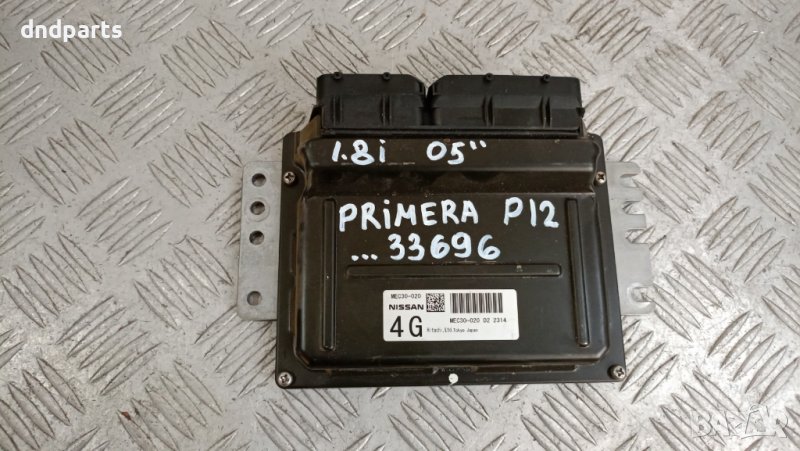 dndparts
1.8i 05"
PRIMERA P12
...33696
MEC30-020
NISSAN
4G
MEC30-020 D2 2314
Hitachi,Ltd.Tokyo Japan
BAZAR